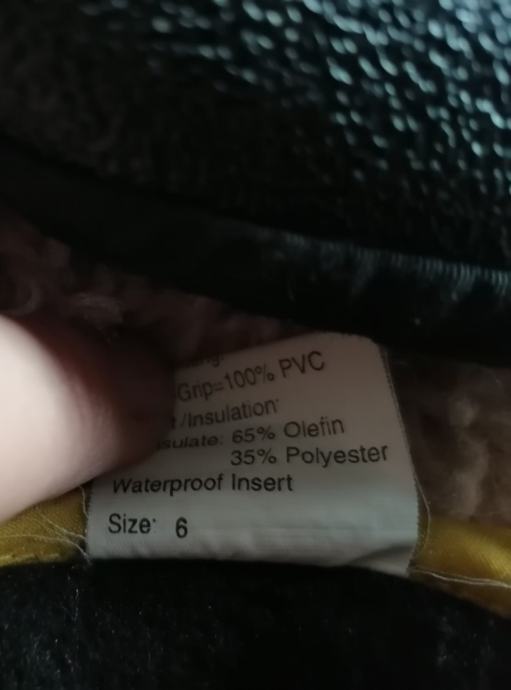 Grip=100% PVC
/Insulation
65% Olefin
35% Polyester
Waterproof Insert
Size: 6